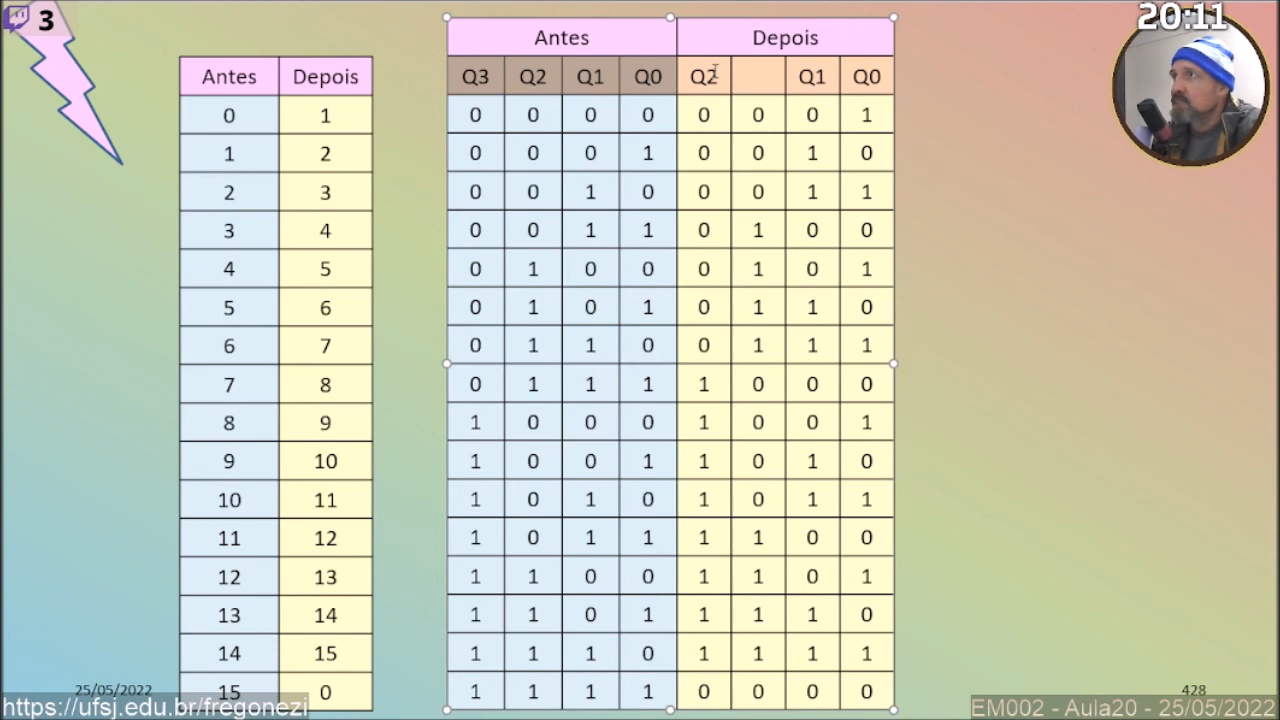 3
20:11
Antes Depois
Antes Depois
Q3 Q2 Q1 Q0 Q2 Q1 Q0
0 1
0 0 0 0 0 0 0 1
1 2
0 0 0 1 0 0 1 0
2 3
0 0 1 0 0 0 1 1
3 4
0 0 1 1 0 1 0 0
4 5
0 1 0 0 0 1 0 1
5 6
0 1 0 1 0 1 1 0
6 7
0 1 1 0 0 1 1 1
7 8
0 1 1 1 1 0 0 0
8 9
1 0 0 0 1 0 0 1
9 10
1 0 0 1 1 0 1 0
10 11
1 0 1 0 1 0 1 1
11 12
1 0 1 1 1 1 0 0
12 13
1 1 0 0 1 1 0 1
13 14
1 1 0 1 1 1 1 0
14 15
1 1 1 0 1 1 1 1
15 0
1 1 1 1 0 0 0 0
25/05/2022
428
https://ufsj.edu.br/fregonezi
EM002 - Aula20 - 25/05/2022